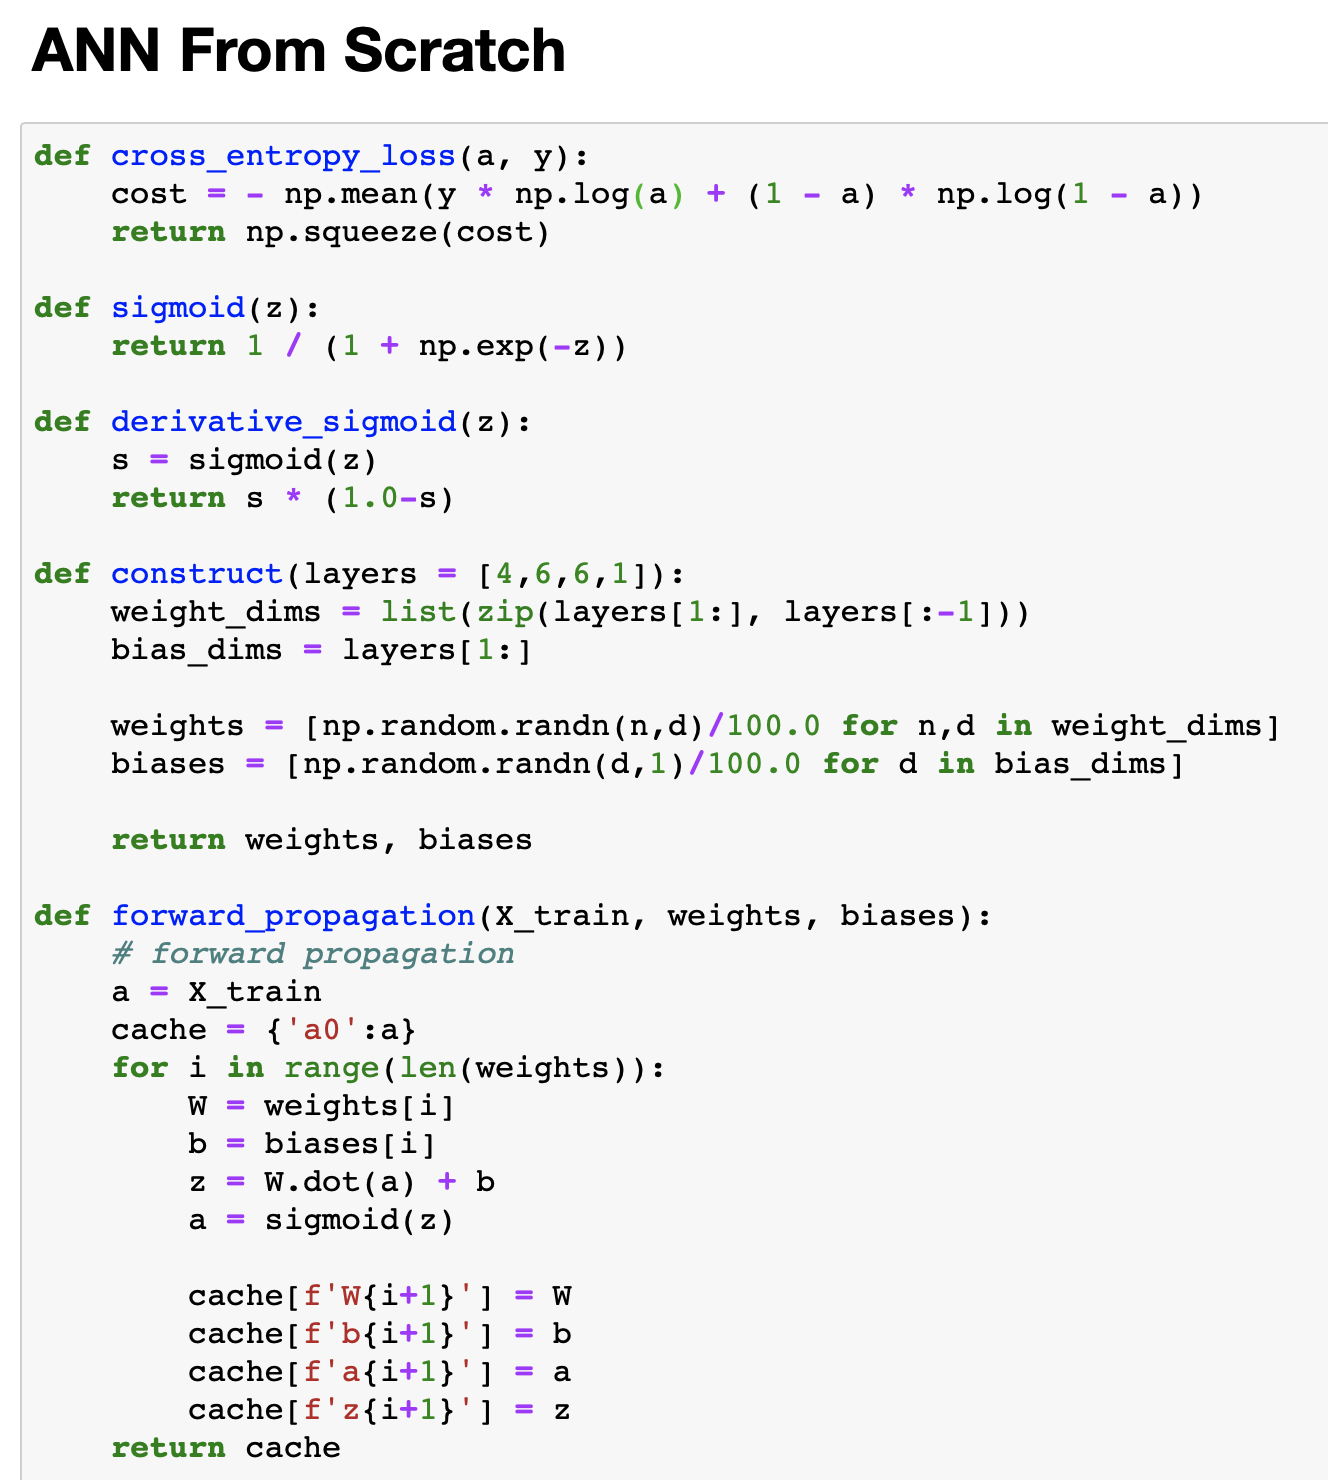 ANN From Scratch
def cross_entropy_loss(a, y):
    cost = - np.mean(y * np.log(a) + (1 - a) * np.log(1 - a))
    return np.squeeze(cost)

def sigmoid(z):
    return 1 / (1 + np.exp(-z))

def derivative_sigmoid(z):
    s = sigmoid(z)
    return s * (1.0-s)

def construct(layers = [4,6,6,1]):
    weight_dims = list(zip(layers[1:], layers[:-1]))
    bias_dims = layers[1:]

    weights = [np.random.randn(n,d)/100.0 for n,d in weight_dims]
    biases = [np.random.randn(d,1)/100.0 for d in bias_dims]

    return weights, biases

def forward_propagation(X_train, weights, biases):
    # forward propagation
    a = X_train
    cache = {'a0':a}
    for i in range(len(weights)):
        W = weights[i]
        b = biases[i]
        z = W.dot(a) + b
        a = sigmoid(z)

        cache[f'W{i+1}'] = W
        cache[f'b{i+1}'] = b
        cache[f'a{i+1}'] = a
        cache[f'z{i+1}'] = z
    return cache